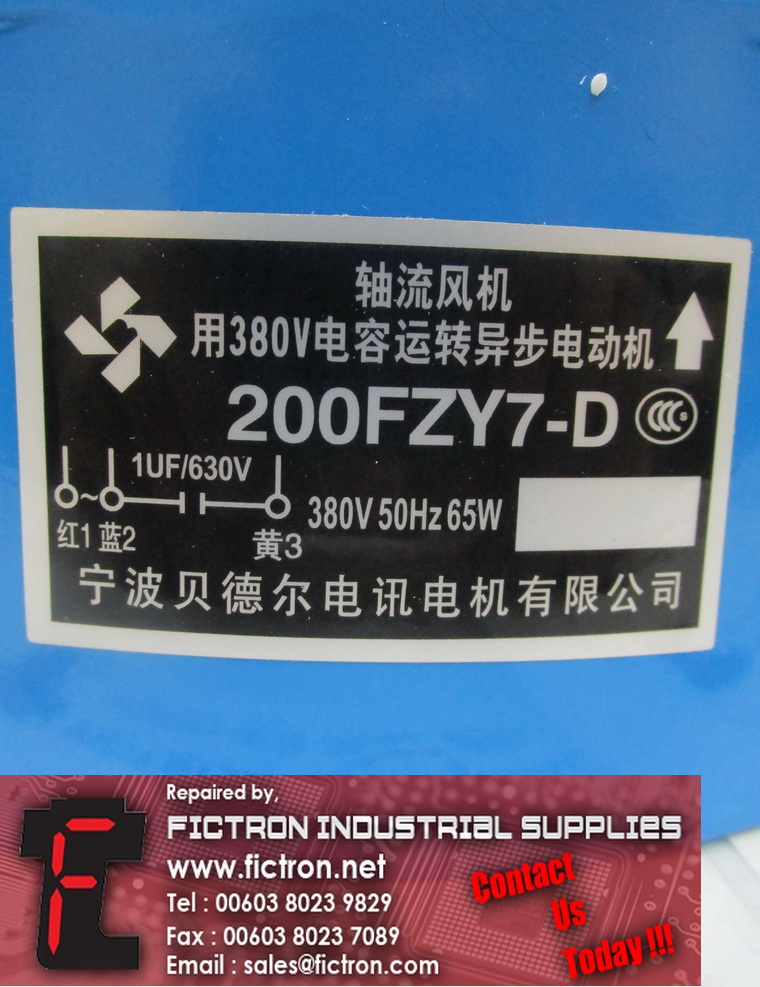 轴流风机
用380V电容运转异步电动机
200FZY7-D
CCC S
1UF/630V
~
380V 50Hz 65W
红1 蓝2
黄3
宁波贝德尔电讯电机有限公司
Repaired by,
FICTRON INDUSTRIAL SUPPLIES
www.fictron.net
Tel : 00603 8023 9829
Fax : 00603 8023 7089
Email : sales@fictron.com
Contact
Us
Today !!!